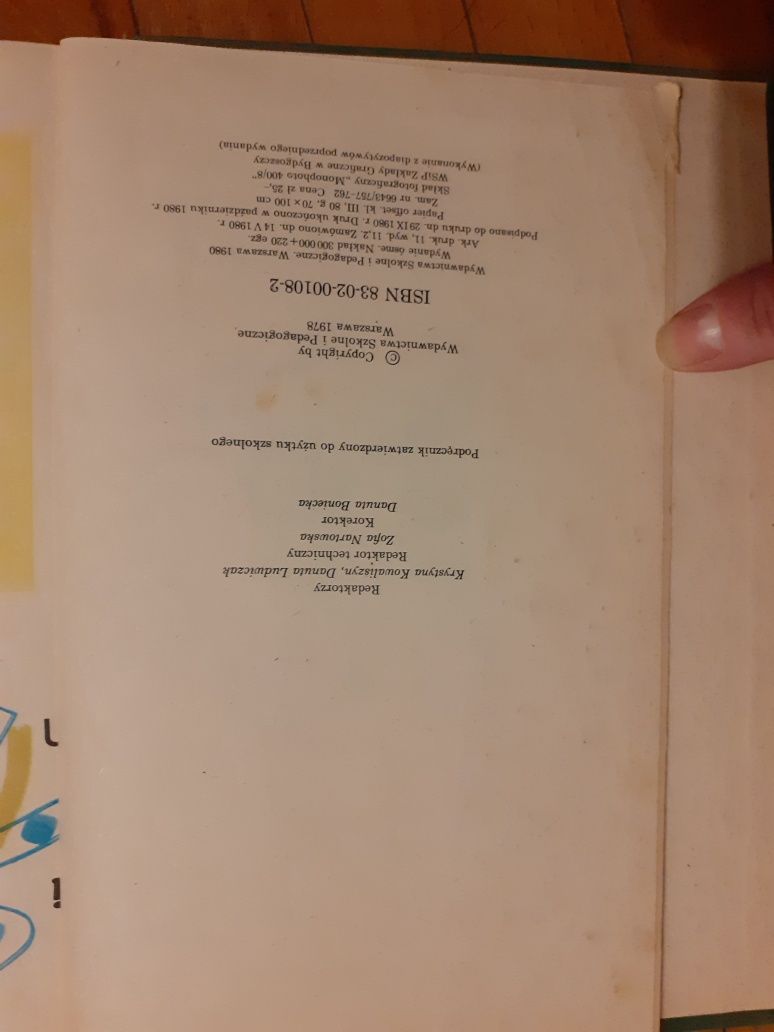 Redaktorzy
Krystyna Kowaliszyn, Danuta Ludwiczak
Redaktor techniczny
Zofia Nartowska
Korektor
Danuta Boniecka
Podręcznik zatwierdzony do użytku szkolnego
© Copyright by
Wydawnictwa Szkolne i Pedagogiczne
Warszawa 1978
ISBN 83-02-00108-2
Wydawnictwa Szkolne i Pedagogiczne. Warszawa 1980
Wydanie ósme. Nakład 300 000+220 egz.
Ark. druk. 11, wyd. 11,2. Zamówiono dn. 14 V 1980 r.
Podpisano do druku dn. 29 IX 1980 r. Druk ukończono w październiku 1980 r.
Papier offset. kl. III, 80 g, 70×100 cm
Zam. nr 6643/757–762 Cena zł 25,–
Skład fotograficzny „Monophoto 400/8"
WSiP Zakłady Graficzne w Bydgoszczy
(Wykonanie z diapozytywów poprzedniego wydania)